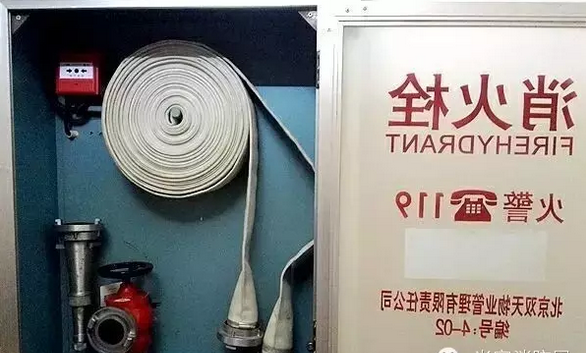 消火栓
FIREHYDRANT
火警☎119
北京双天物业管理有限责任公司
编号:4-02